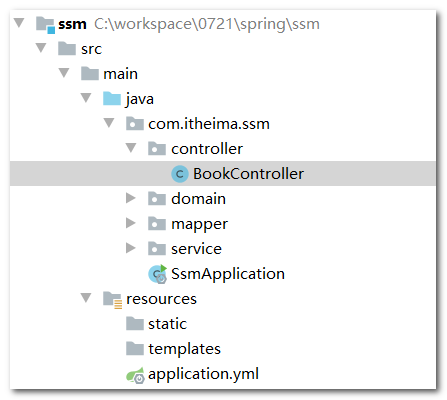 ssm C:\workspace\0721\spring\ssm
src
main
java
com.itheima.ssm
controller
BookController
domain
mapper
service
SsmApplication
resources
static
templates
application.yml